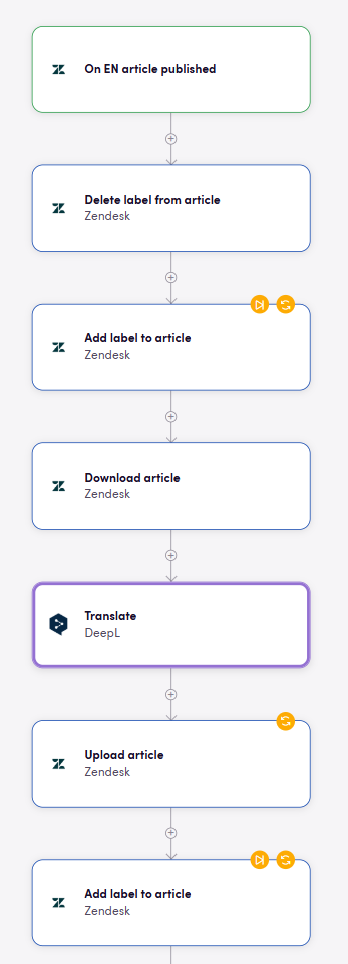 On EN article published
Delete label from article
Zendesk
Add label to article
Zendesk
Download article
Zendesk
Translate
DeepL
Upload article
Zendesk
Add label to article
Zendesk